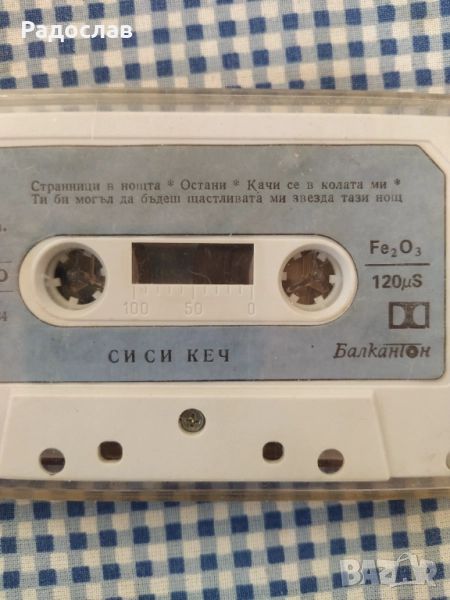 Радослав
Странници в нощта * Остани * Качи се в колата ми *
Ти би могъл да бъдеш щастливата ми звезда тази нощ
Fe₂O₃
120µS
100 50 0
СИ СИ КЕЧ
Балкантон
BAZAR